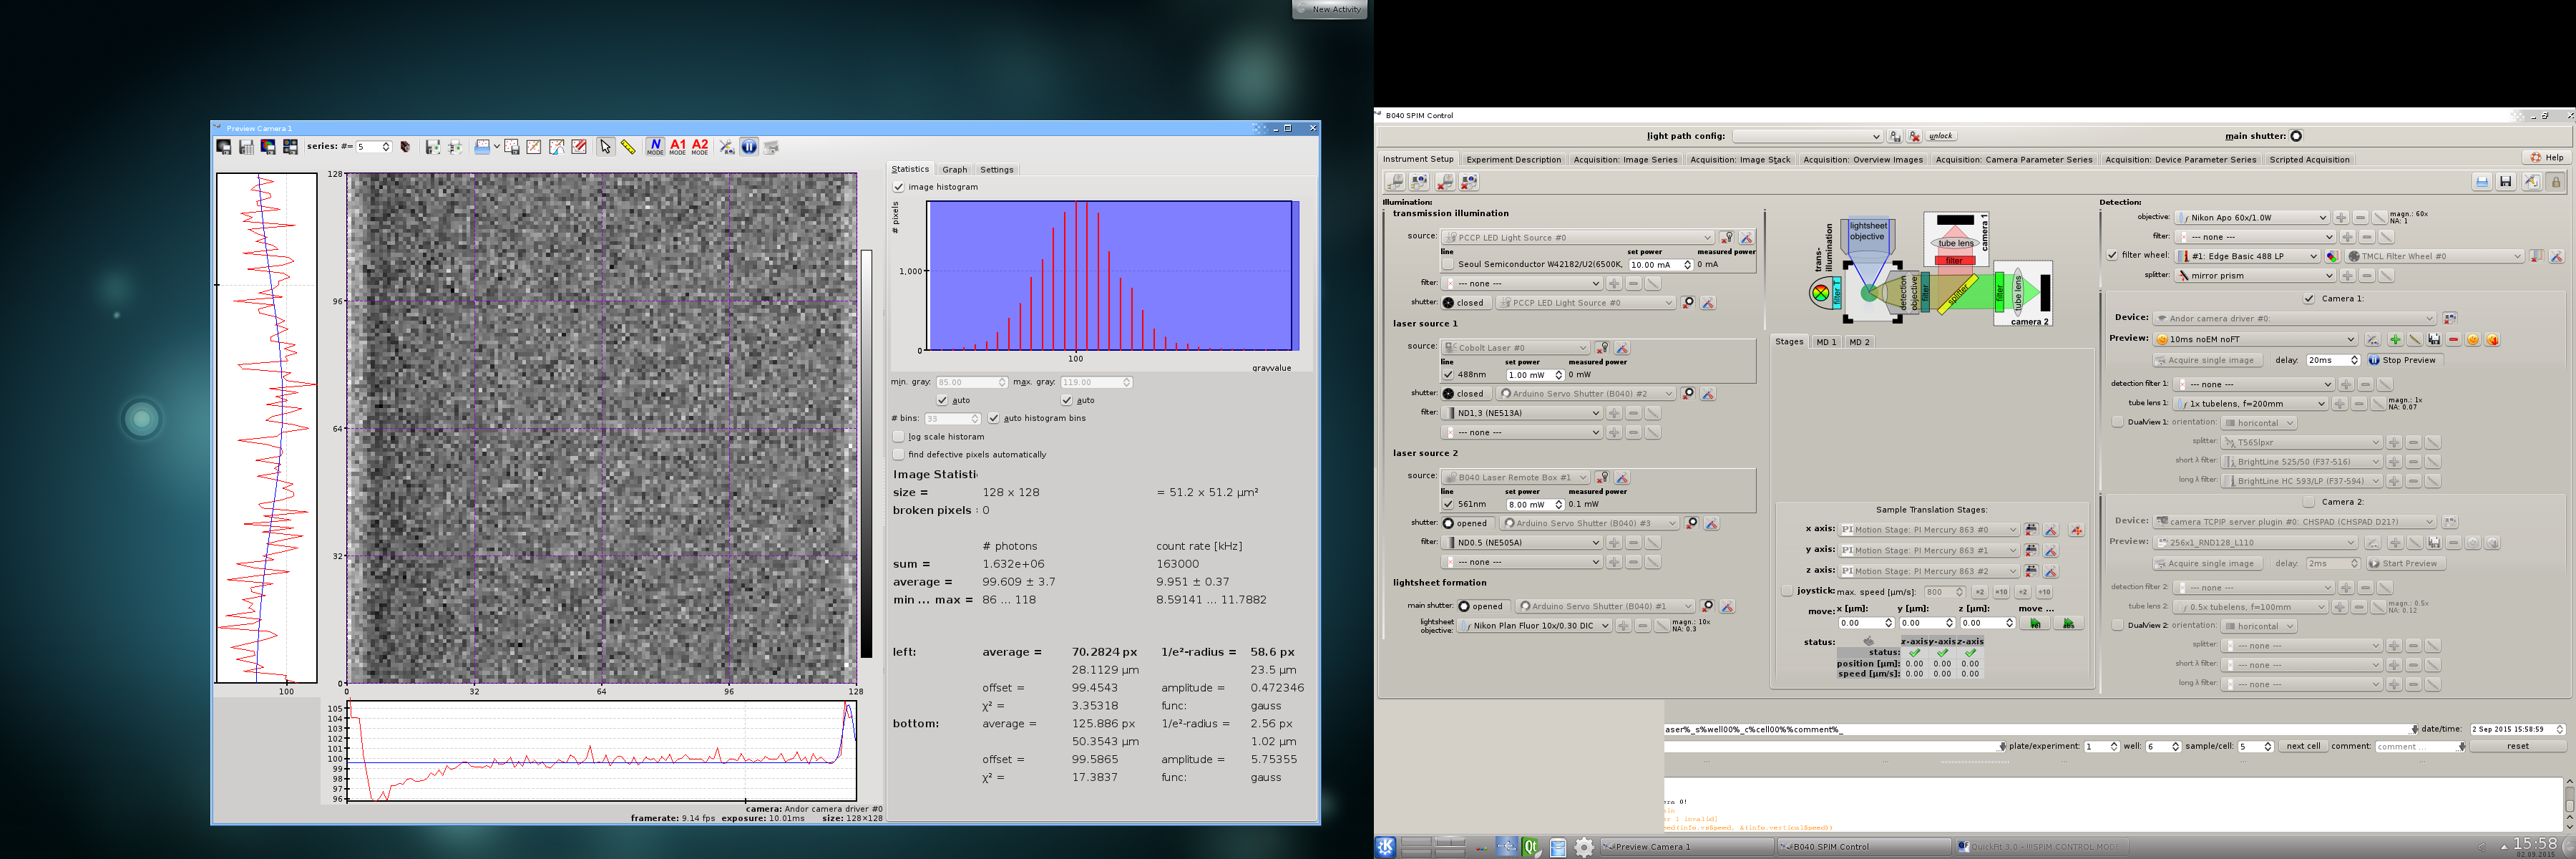 New Activity
Preview Camera 1
series: #= 5
N MODE A1 MODE A2 MODE
Statistics Graph Settings
image histogram
# pixels
1,000
0
100
grayvalue
min. gray: 85.00 max. gray: 119.00
auto auto
# bins: 33 auto histogram bins
log scale historam
find defective pixels automatically
Image Statisti
size = 128 x 128 = 51.2 x 51.2 µm²
broken pixels : 0
# photons count rate [kHz]
sum = 1.632e+06 163000
average = 99.609 ± 3.7 9.951 ± 0.37
min ... max = 86 ... 118 8.59141 ... 11.7882
left: average = 70.2824 px 1/e²-radius = 58.6 px
28.1129 µm 23.5 µm
offset = 99.4543 amplitude = 0.472346
χ² = 3.35318 func: gauss
bottom: average = 125.886 px 1/e²-radius = 2.56 px
50.3543 µm 1.02 µm
offset = 99.5865 amplitude = 5.75355
χ² = 17.3837 func: gauss
128
96
64
32
0
100
0 32 64 96 128
105
104
103
102
101
100
99
98
97
96
camera: Andor camera driver #0
framerate: 9.14 fps exposure: 10.01ms size: 128×128
B040 SPIM Control
light path config: unlock main shutter:
Instrument Setup Experiment Description Acquisition: Image Series Acquisition: Image Stack Acquisition: Overview Images Acquisition: Camera Parameter Series Acquisition: Device Parameter Series Scripted Acquisition Help
Illumination:
transmission illumination
source: PCCP LED Light Source #0
line set power measured power
Seoul Semiconductor W42182/U2(6500K, 10.00 mA 0 mA
filter: --- none ---
shutter: closed PCCP LED Light Source #0
laser source 1
source: Cobolt Laser #0
line set power measured power
488nm 1.00 mW 0 mW
shutter: closed Arduino Servo Shutter (B040) #2
filter: ND1,3 (NE513A)
--- none ---
laser source 2
source: B040 Laser Remote Box #1
line set power measured power
561nm 8.00 mW 0.1 mW
shutter: opened Arduino Servo Shutter (B040) #3
filter: ND0.5 (NE505A)
--- none ---
lightsheet formation
main shutter: opened Arduino Servo Shutter (B040) #1
lightsheet objective: Nikon Plan Fluor 10x/0.30 DIC magn.: 10x
NA: 0.3
trans-illumination
lightsheet objective
tube lens
camera 1
filter
filter T
detection objective
filter
splitter
filter
tube lens
camera 2
Stages MD 1 MD 2
Sample Translation Stages:
x axis: PI Motion Stage: PI Mercury 863 #0
y axis: PI Motion Stage: PI Mercury 863 #1
z axis: PI Motion Stage: PI Mercury 863 #2
joystick: max. speed [µm/s]: 800 ×2 ×10 ÷2 ÷10
x [µm]: y [µm]: z [µm]: move ...
move: 0.00 0.00 0.00
status: x-axis y-axis z-axis
status:
position [µm]: 0.00 0.00 0.00
speed [µm/s]: 0.00 0.00 0.00
Detection:
objective: Nikon Apo 60x/1.0W magn.: 60x
NA: 1
filter: --- none ---
filter wheel: #1: Edge Basic 488 LP TMCL Filter Wheel #0
splitter: mirror prism
Camera 1:
Device: Andor camera driver #0:
Preview: 10ms noEM noFT
Acquire single image delay: 20ms Stop Preview
detection filter 1: --- none ---
tube lens 1: 1x tubelens, f=200mm magn.: 1x
NA: 0.07
DualView 1: orientation: horicontal
splitter: T565lpxr
short λ filter: BrightLine 525/50 (F37-516)
long λ filter: BrightLine HC 593/LP (F37-594)
Camera 2:
Device: camera TCPIP server plugin #0: CHSPAD (CHSPAD D21?)
Preview: 256x1_RND128_L110
Acquire single image delay: 2ms Start Preview
detection filter 2: --- none ---
tube lens 2: 0.5x tubelens, f=100mm magn.: 0.5x
NA: 0.12
DualView 2: orientation: horicontal
splitter: --- none ---
short λ filter: --- none ---
long λ filter: --- none ---
aser%_s%well00%_c%cell00%%comment%_ date/time: 2 Sep 2015 15:58:59
plate/experiment: 1 well: 6 sample/cell: 5 next cell comment: comment ... reset
era 0!
Preview Camera 1 B040 SPIM Control QuickFit 3.0 - !!!SPIM CONTROL MOD
15:58
02.09.2015